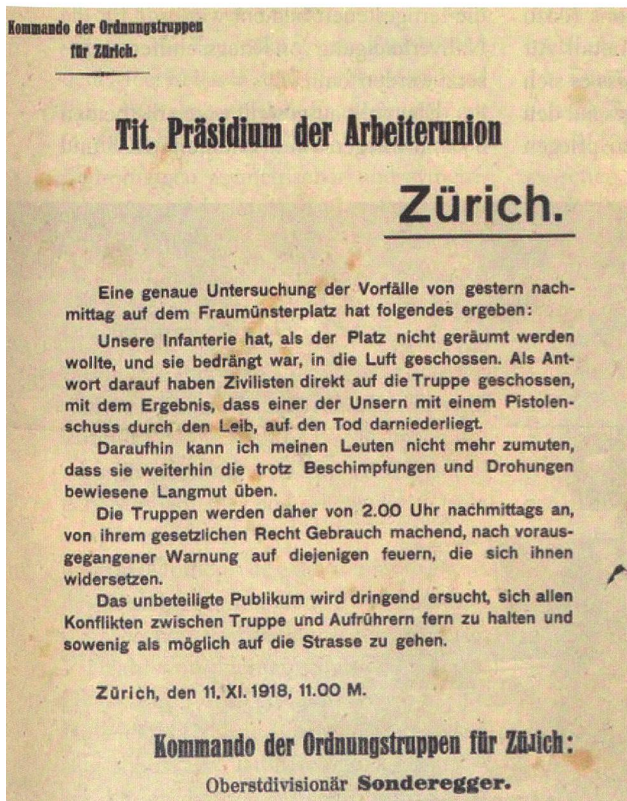 Kommando der Ordnungstruppen
für Zürich.
Tit. Präsidium der Arbeiterunion
Zürich.
Eine genaue Untersuchung der Vorfälle von gestern nach-
mittag auf dem Fraumünsterplatz hat folgendes ergeben:
Unsere Infanterie hat, als der Platz nicht geräumt werden
wollte, und sie bedrängt war, in die Luft geschossen. Als Ant-
wort darauf haben Zivilisten direkt auf die Truppe geschossen,
mit dem Ergebnis, dass einer der Unsern mit einem Pistolen-
schuss durch den Leib, auf den Tod darniederliegt.
Daraufhin kann ich meinen Leuten nicht mehr zumuten,
dass sie weiterhin die trotz Beschimpfungen und Drohungen
bewiesene Langmut üben.
Die Truppen werden daher von 2.00 Uhr nachmittags an,
von ihrem gesetzlichen Recht Gebrauch machend, nach voraus-
gegangener Warnung auf diejenigen feuern, die sich ihnen
widersetzen.
Das unbeteiligte Publikum wird dringend ersucht, sich allen
Konflikten zwischen Truppe und Aufrührern fern zu halten und
sowenig als möglich auf die Strasse zu gehen.
Zürich, den 11. XI. 1918, 11.00 M.
Kommando der Ordnungstruppen für Zürich:
Oberstdivisionär Sonderegger.